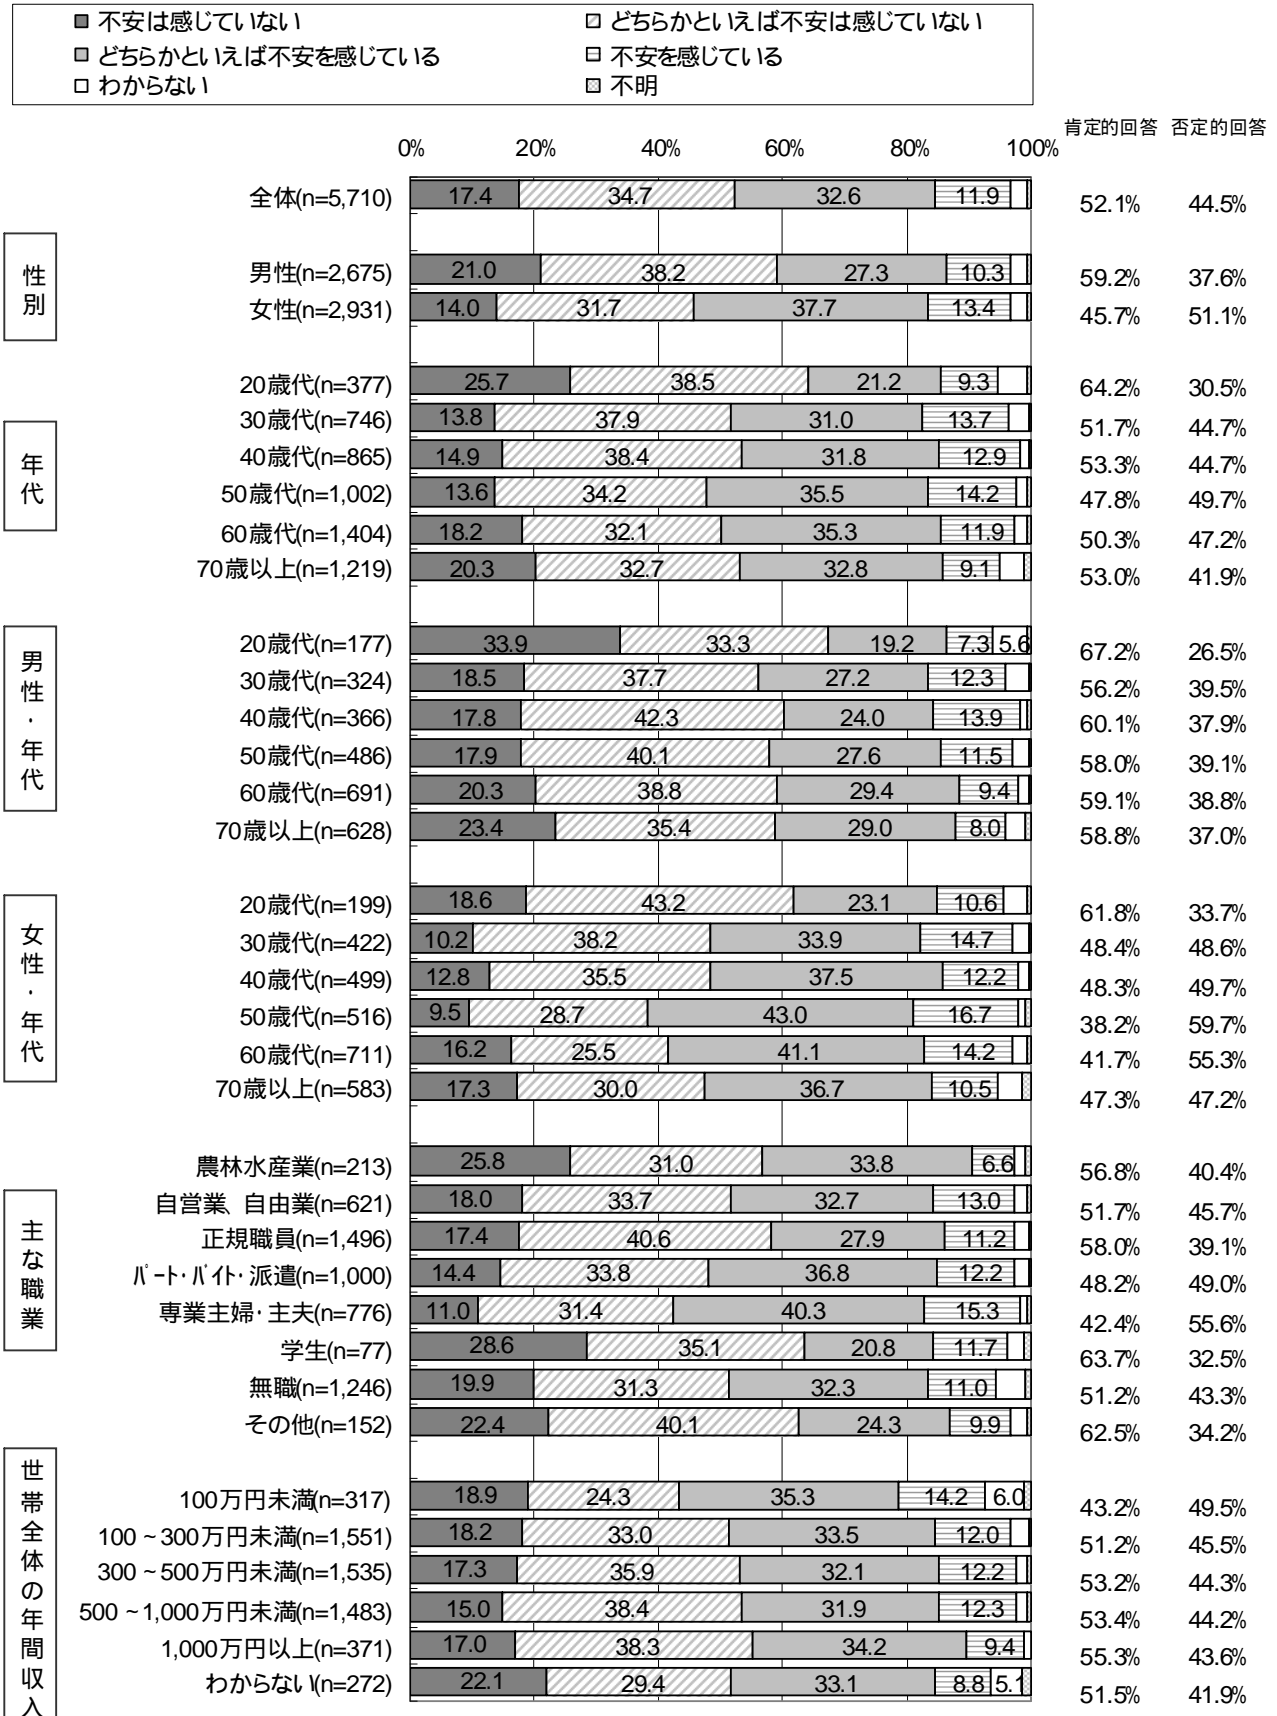 不安は感じていない どちらかといえば不安は感じていない
どちらかといえば不安を感じている 不安を感じている
わからない 不明
肯定的回答 否定的回答
0% 20% 40% 60% 80% 100%
全体(n=5,710) 17.4 34.7 32.6 11.9 52.1% 44.5%
性別
男性(n=2,675) 21.0 38.2 27.3 10.3 59.2% 37.6%
女性(n=2,931) 14.0 31.7 37.7 13.4 45.7% 51.1%
年代
20歳代(n=377) 25.7 38.5 21.2 9.3 64.2% 30.5%
30歳代(n=746) 13.8 37.9 31.0 13.7 51.7% 44.7%
40歳代(n=865) 14.9 38.4 31.8 12.9 53.3% 44.7%
50歳代(n=1,002) 13.6 34.2 35.5 14.2 47.8% 49.7%
60歳代(n=1,404) 18.2 32.1 35.3 11.9 50.3% 47.2%
70歳以上(n=1,219) 20.3 32.7 32.8 9.1 53.0% 41.9%
男性・年代
20歳代(n=177) 33.9 33.3 19.2 7.3 5.6 67.2% 26.5%
30歳代(n=324) 18.5 37.7 27.2 12.3 56.2% 39.5%
40歳代(n=366) 17.8 42.3 24.0 13.9 60.1% 37.9%
50歳代(n=486) 17.9 40.1 27.6 11.5 58.0% 39.1%
60歳代(n=691) 20.3 38.8 29.4 9.4 59.1% 38.8%
70歳以上(n=628) 23.4 35.4 29.0 8.0 58.8% 37.0%
女性・年代
20歳代(n=199) 18.6 43.2 23.1 10.6 61.8% 33.7%
30歳代(n=422) 10.2 38.2 33.9 14.7 48.4% 48.6%
40歳代(n=499) 12.8 35.5 37.5 12.2 48.3% 49.7%
50歳代(n=516) 9.5 28.7 43.0 16.7 38.2% 59.7%
60歳代(n=711) 16.2 25.5 41.1 14.2 41.7% 55.3%
70歳以上(n=583) 17.3 30.0 36.7 10.5 47.3% 47.2%
主な職業
農林水産業(n=213) 25.8 31.0 33.8 6.6 56.8% 40.4%
自営業、自由業(n=621) 18.0 33.7 32.7 13.0 51.7% 45.7%
正規職員(n=1,496) 17.4 40.6 27.9 11.2 58.0% 39.1%
ﾊﾟｰﾄ・ﾊﾞｲﾄ・派遣(n=1,000) 14.4 33.8 36.8 12.2 48.2% 49.0%
専業主婦・主夫(n=776) 11.0 31.4 40.3 15.3 42.4% 55.6%
学生(n=77) 28.6 35.1 20.8 11.7 63.7% 32.5%
無職(n=1,246) 19.9 31.3 32.3 11.0 51.2% 43.3%
その他(n=152) 22.4 40.1 24.3 9.9 62.5% 34.2%
世帯全体の年間収入
100万円未満(n=317) 18.9 24.3 35.3 14.2 6.0 43.2% 49.5%
100~300万円未満(n=1,551) 18.2 33.0 33.5 12.0 51.2% 45.5%
300~500万円未満(n=1,535) 17.3 35.9 32.1 12.2 53.2% 44.3%
500~1,000万円未満(n=1,483) 15.0 38.4 31.9 12.3 53.4% 44.2%
1,000万円以上(n=371) 17.0 38.3 34.2 9.4 55.3% 43.6%
わからない(n=272) 22.1 29.4 33.1 8.8 5.1 51.5% 41.9%